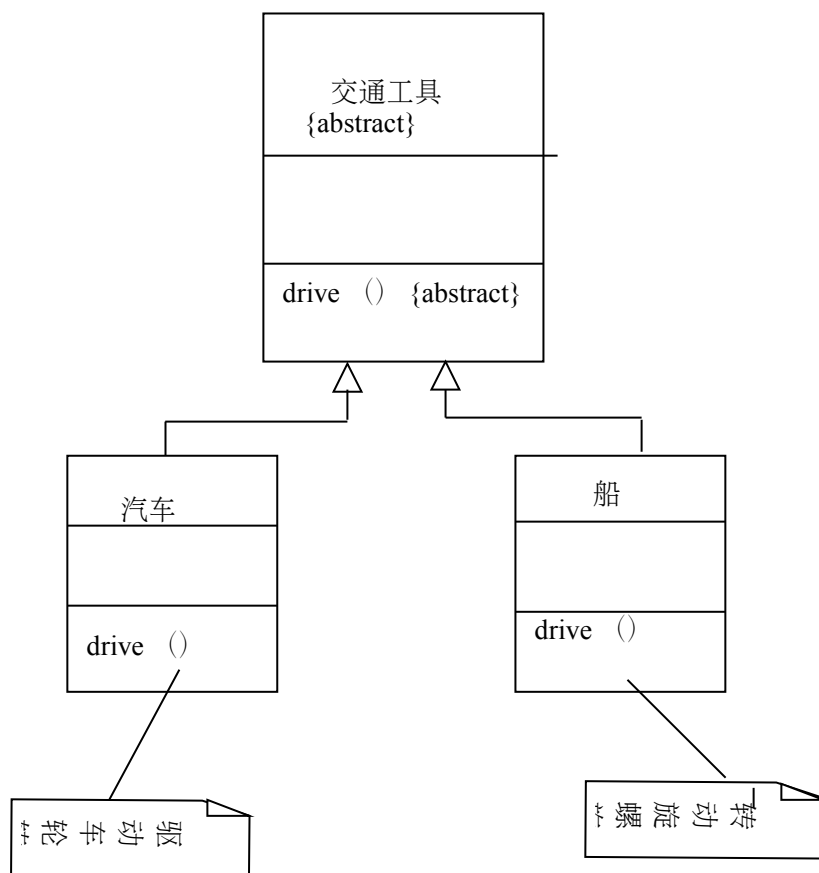 交通工具
{abstract}
drive () {abstract}
汽车
drive ()
船
drive ()
驱动车轮
转动旋螺